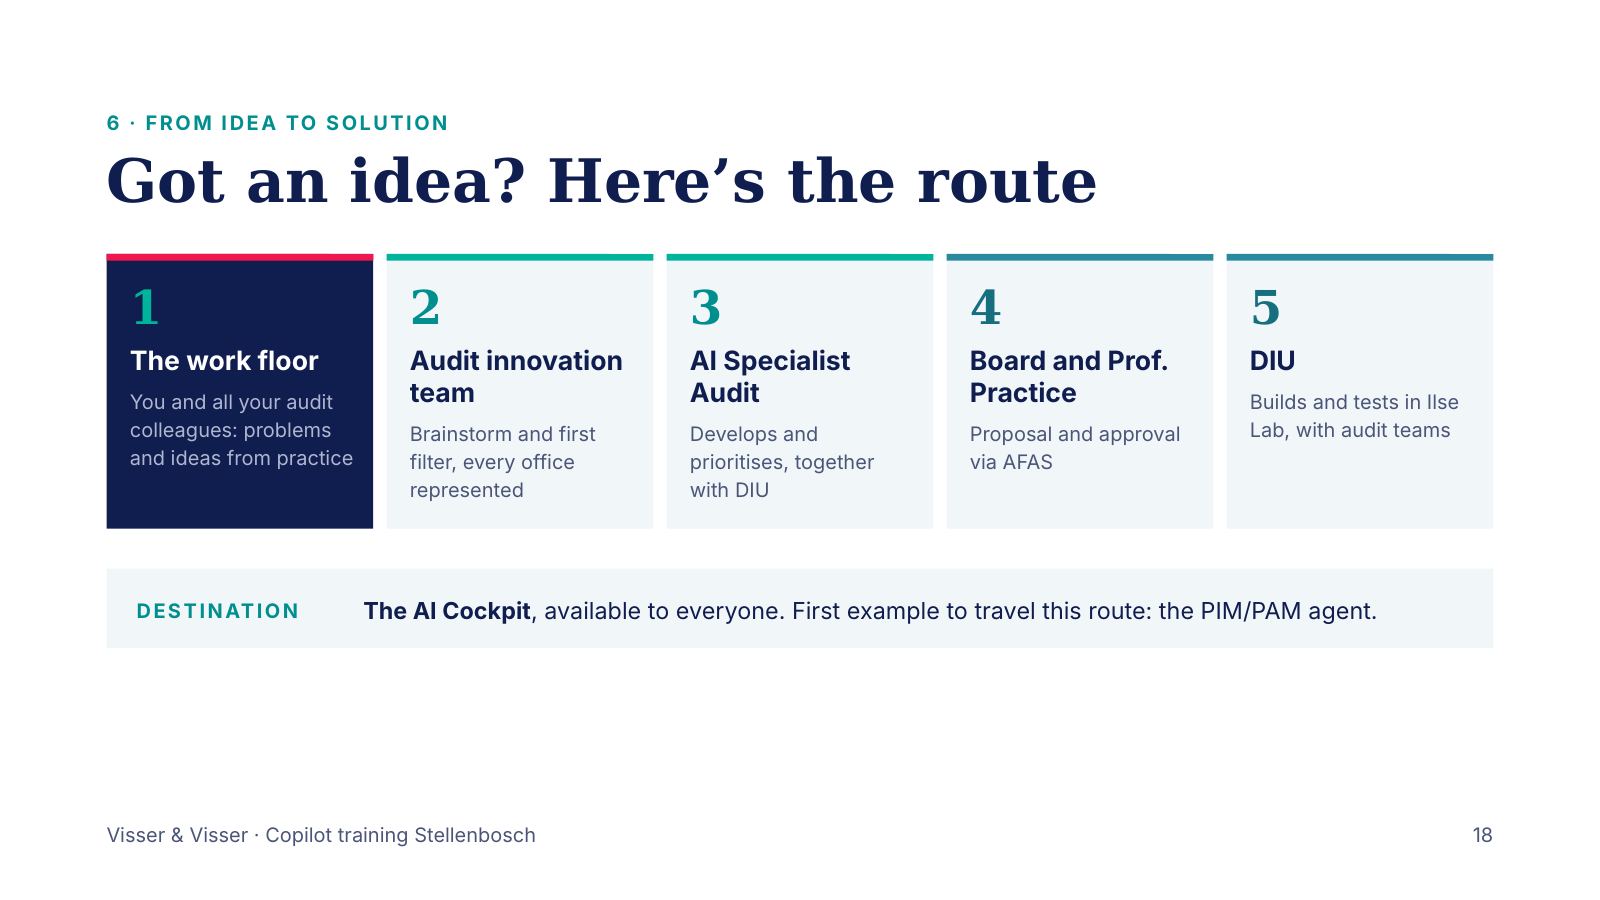 6 · FROM IDEA TO SOLUTION
Got an idea? Here’s the route
1
The work floor
You and all your audit
colleagues: problems
and ideas from practice
2
Audit innovation
team
Brainstorm and first
filter, every office
represented
3
AI Specialist
Audit
Develops and
prioritises, together
with DIU
4
Board and Prof.
Practice
Proposal and approval
via AFAS
5
DIU
Builds and tests in Ilse
Lab, with audit teams
DESTINATION
The AI Cockpit, available to everyone. First example to travel this route: the PIM/PAM agent.
Visser & Visser · Copilot training Stellenbosch
18